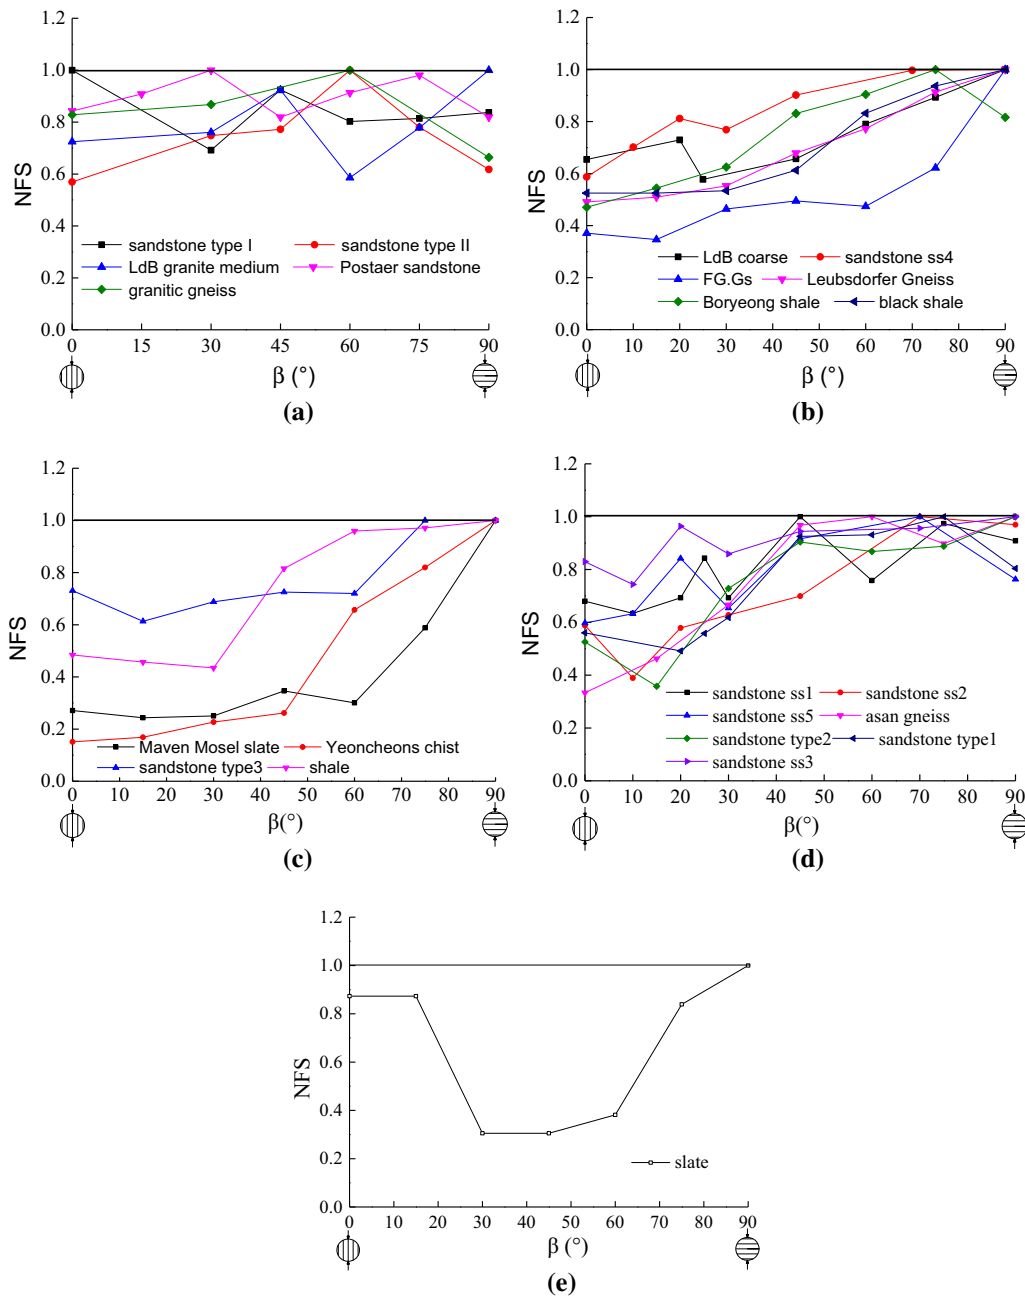 1.2
1.0
0.8
0.6
0.4
0.2
0.0
NFS
sandstone type I
sandstone type II
LdB granite medium
Postaer sandstone
granitic gneiss
0 15 30 45 60 75 90
β (°)
(a)
1.2
1.0
0.8
0.6
0.4
0.2
0.0
NFS
LdB coarse
sandstone ss4
FG.Gs
Leubsdorfer Gneiss
Boryeong shale
black shale
0 10 20 30 40 50 60 70 80 90
β (°)
(b)
1.2
1.0
0.8
0.6
0.4
0.2
0.0
NFS
Maven Mosel slate
Yeoncheons chist
sandstone type3
shale
0 10 20 30 40 50 60 70 80 90
β(°)
(c)
1.2
1.0
0.8
0.6
0.4
0.2
0.0
NFS
sandstone ss1
sandstone ss2
sandstone ss5
asan gneiss
sandstone type2
sandstone type1
sandstone ss3
0 10 20 30 40 50 60 70 80 90
β(°)
(d)
1.2
1.0
0.8
0.6
0.4
0.2
0.0
NFS
slate
0 10 20 30 40 50 60 70 80 90
β (°)
(e)